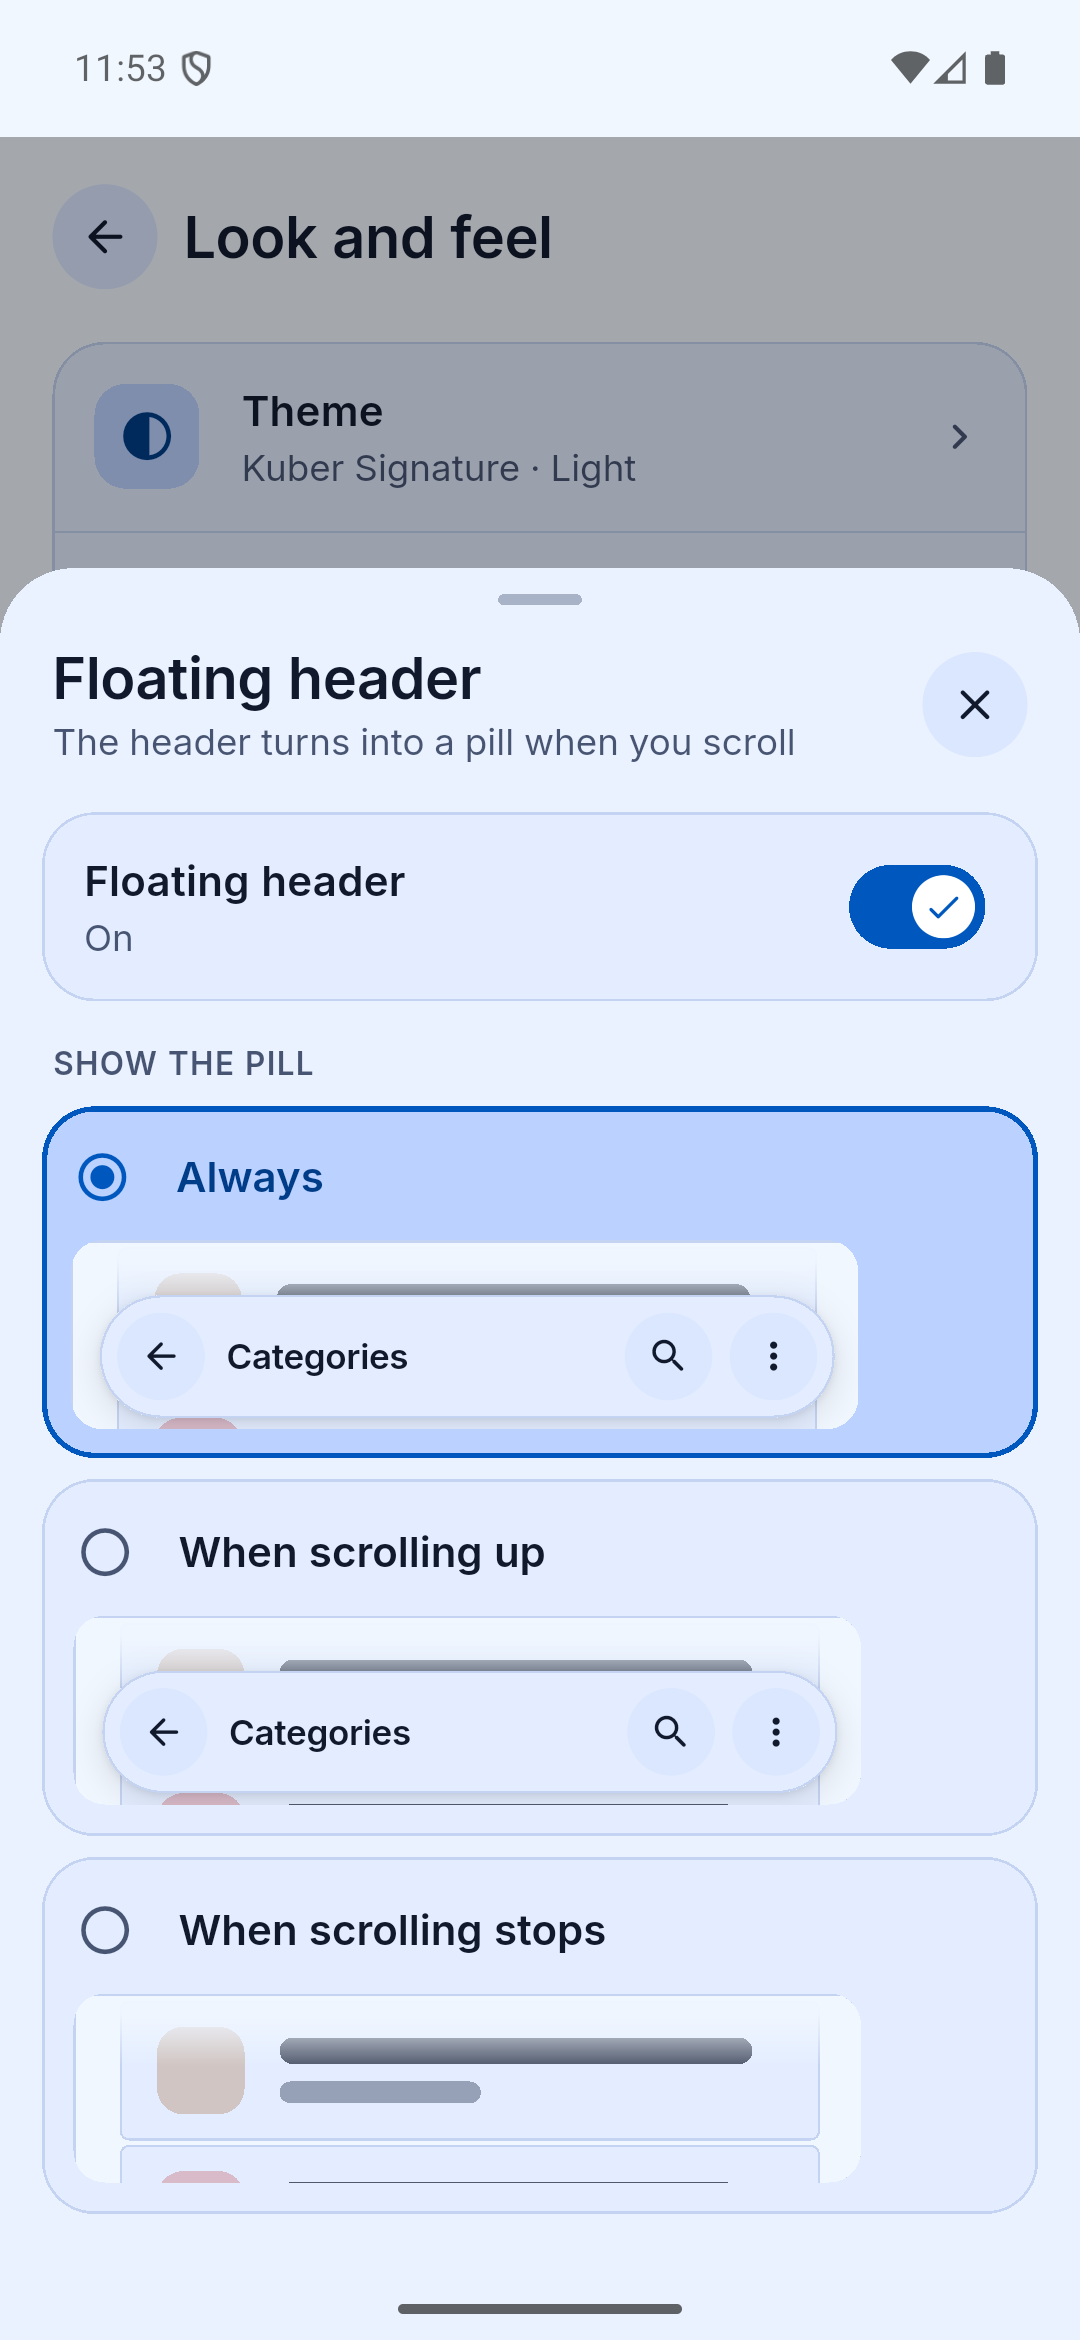 11:53
Look and feel
Theme
Kuber Signature · Light
Floating header
The header turns into a pill when you scroll
Floating header
On
SHOW THE PILL
Always
Categories
When scrolling up
Categories
When scrolling stops